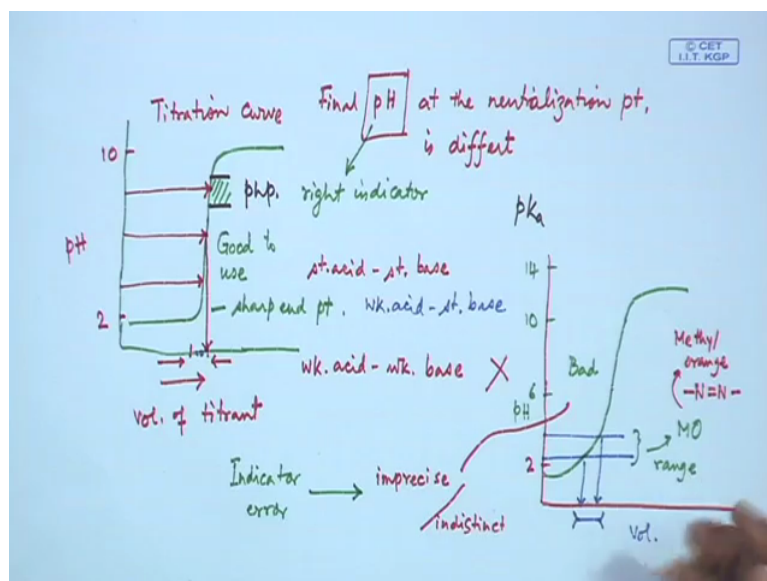 © CET
I.I.T. KGP
Titration curve
Final pH at the neutralization pt.
is differt
10
php.
right indicator
pH
Good to
use
st. acid - st. base
2
sharp end pt.
wk. acid - st. base
wk. acid - wk. base X
vol. of titrant
Indicator
error
imprecise
indistinct
pKa
14
10
6
pH
2
Bad
Methyl
orange
-N=N-
MO
range
Vol.